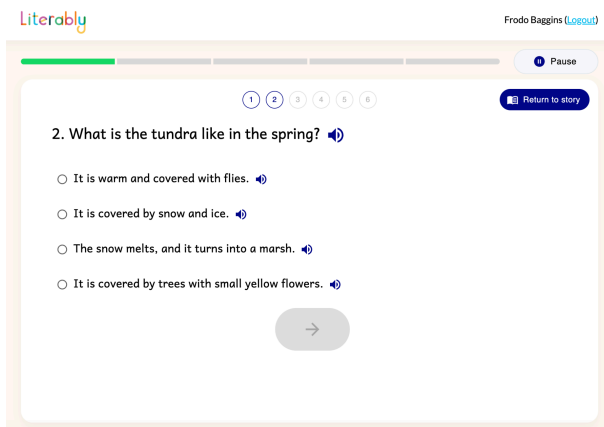 Literably
Frodo Baggins (Logout)
Pause
1 2 3 4 5 6
Return to story
2. What is the tundra like in the spring?
It is warm and covered with flies.
It is covered by snow and ice.
The snow melts, and it turns into a marsh.
It is covered by trees with small yellow flowers.